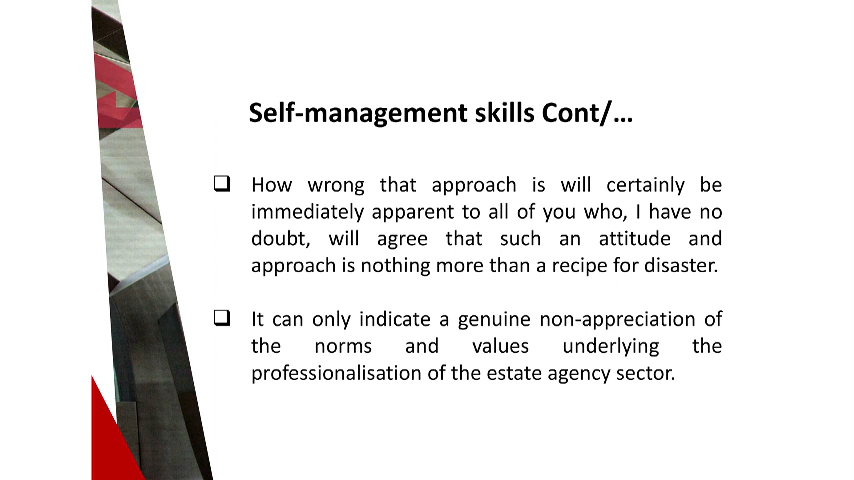 Self-management skills Cont/…
How wrong that approach is will certainly be
immediately apparent to all of you who, I have no
doubt, will agree that such an attitude and
approach is nothing more than a recipe for disaster.
It can only indicate a genuine non-appreciation of
the norms and values underlying the
professionalisation of the estate agency sector.